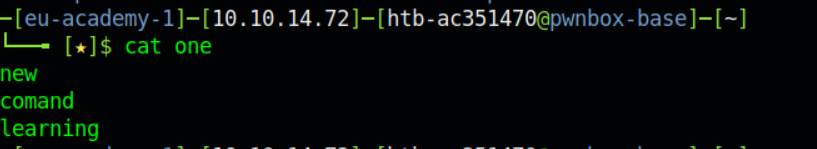 -[eu-academy-1]-[10.10.14.72]-[htb-ac351470@pwnbox-base]-[~]
[★]$ cat one
new
comand
learning